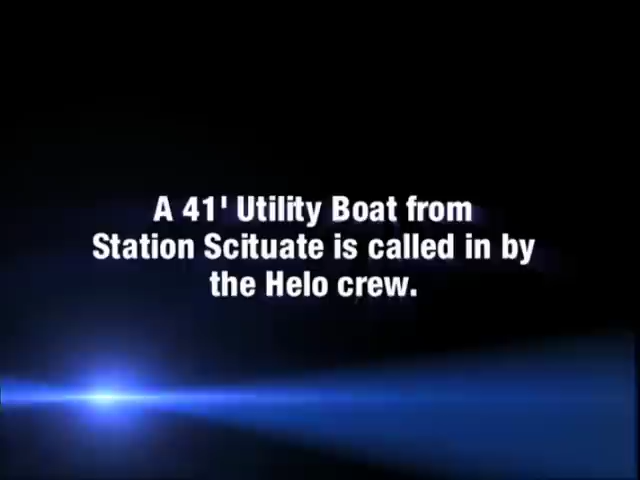 A 41' Utility Boat from
Station Scituate is called in by
the Helo crew.